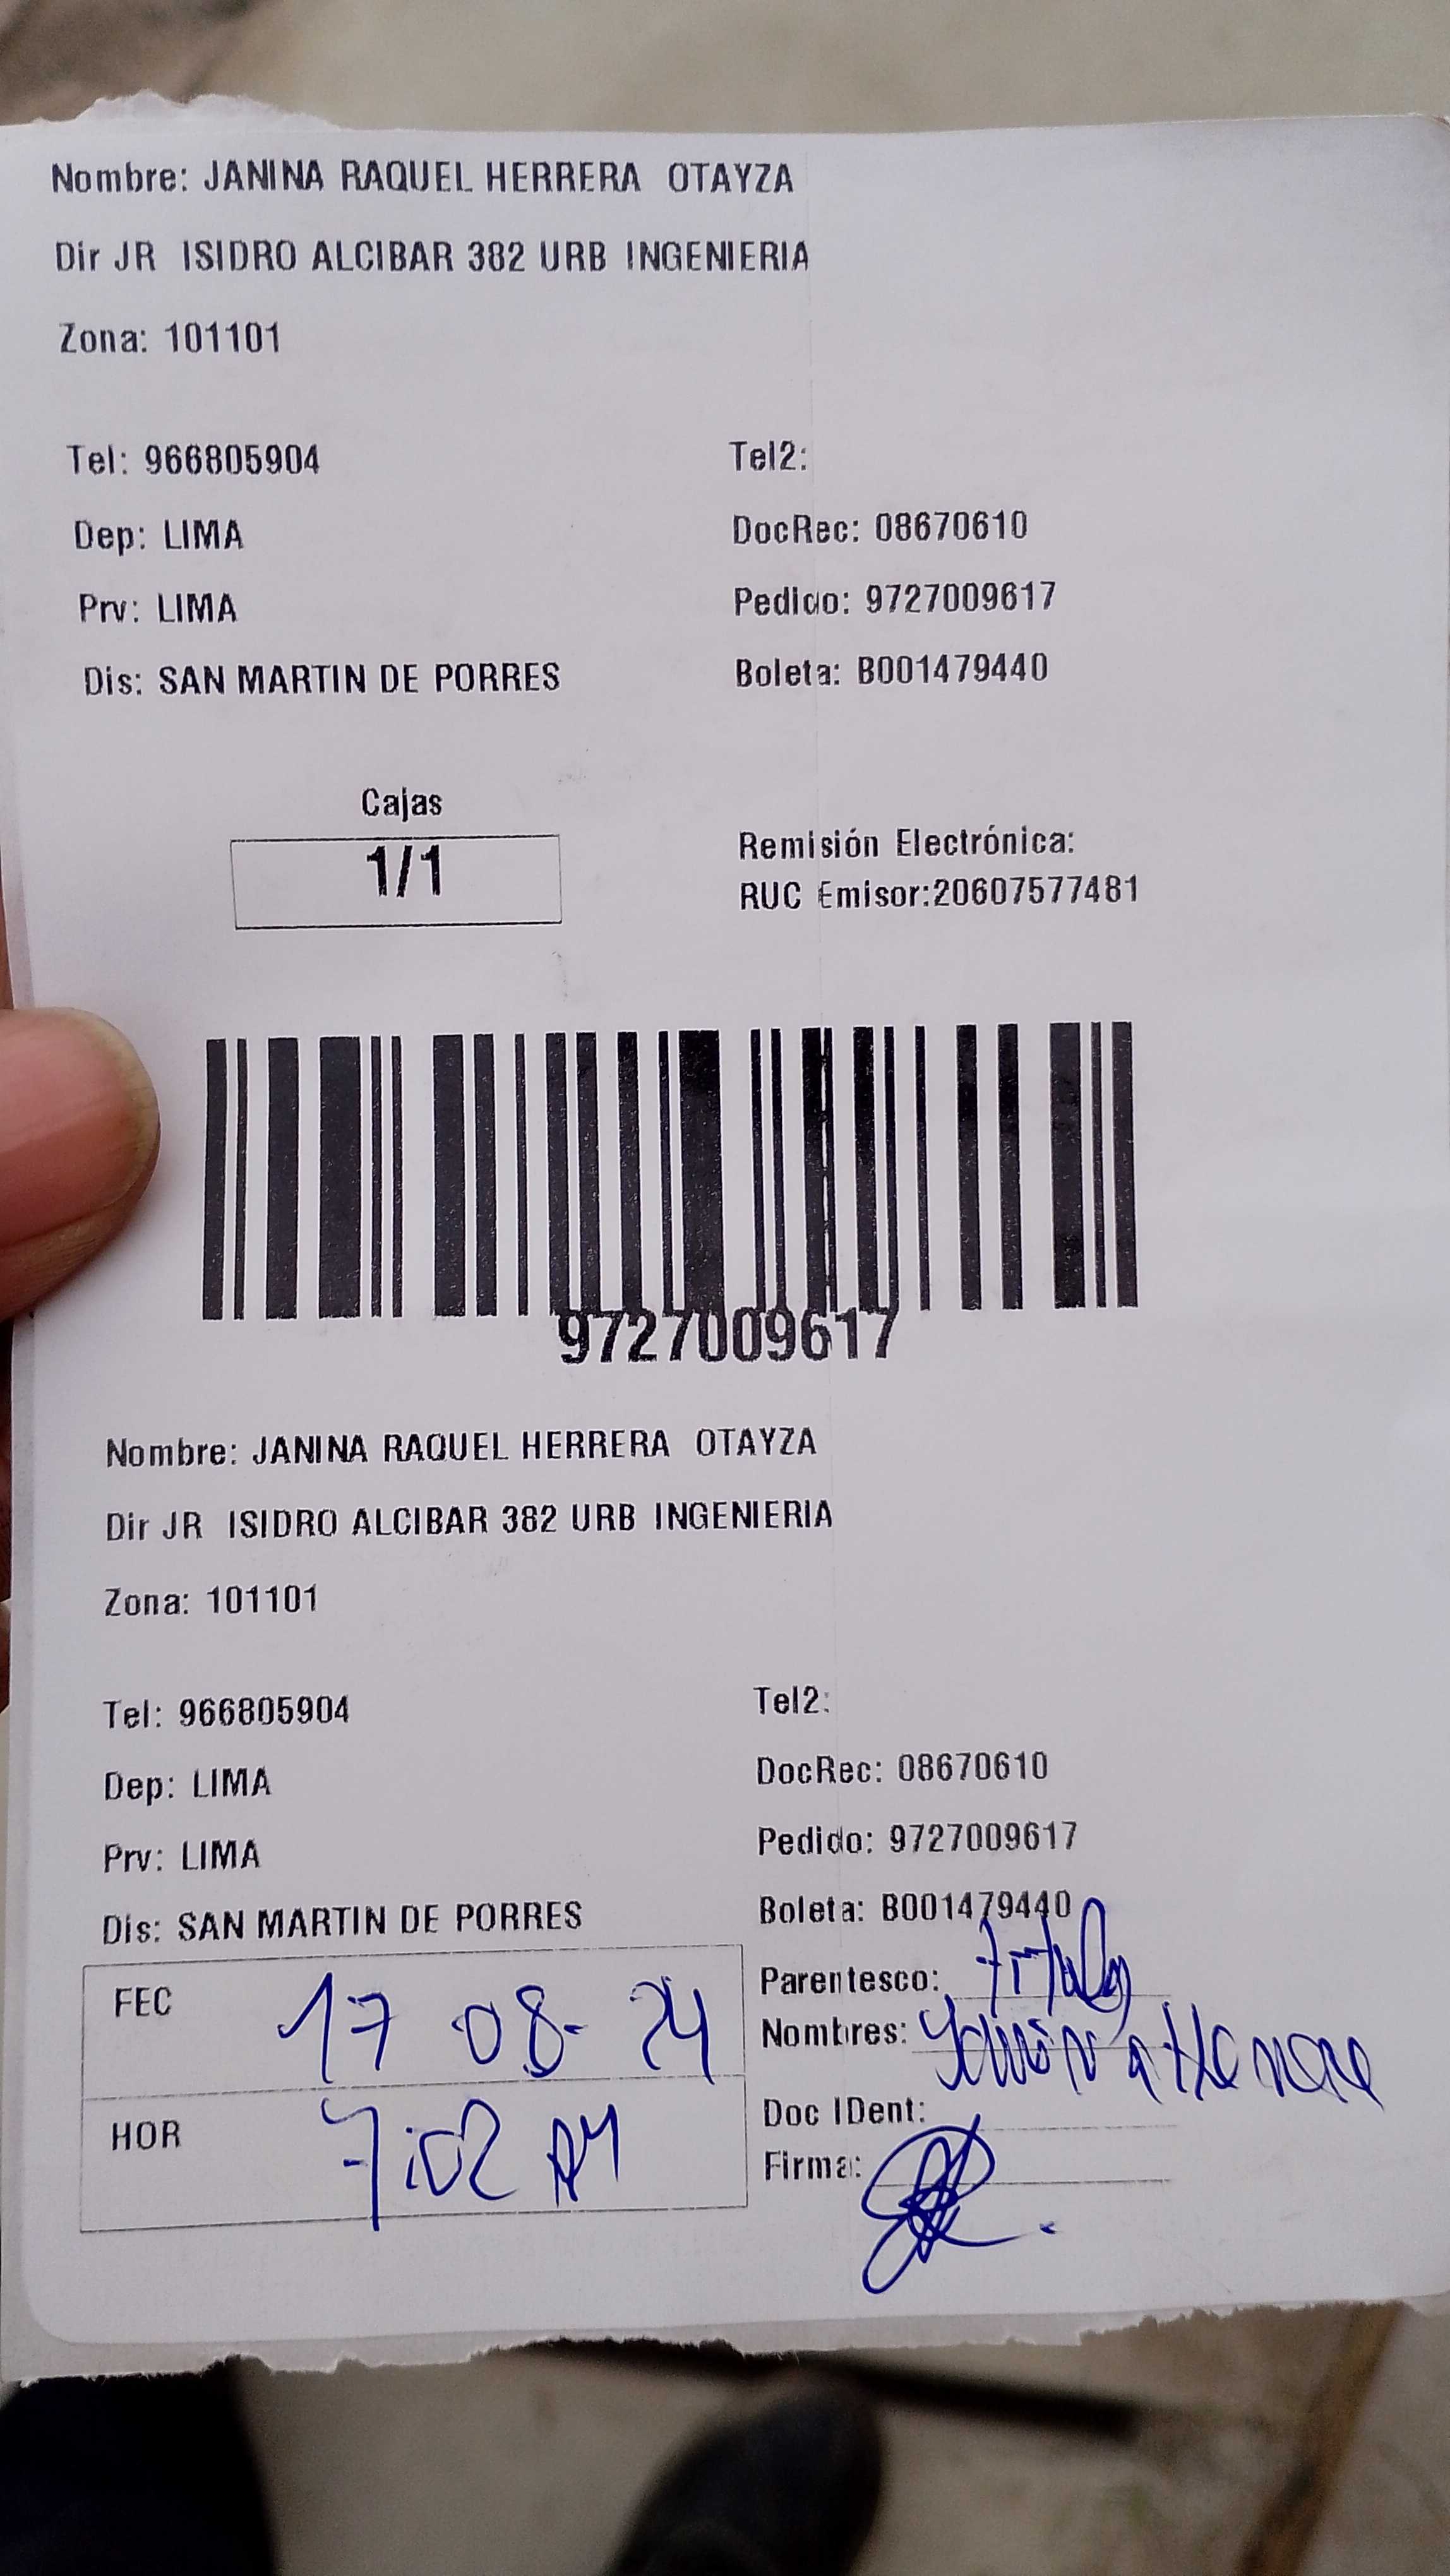 Nombre: JANINA RAQUEL HERRERA OTAYZA
Dir JR ISIDRO ALCIBAR 382 URB INGENIERIA
Zona: 101101
Tel: 966805904
Tel2:
Dep: LIMA
DocRec: 08670610
Prv: LIMA
Pedido: 9727009617
Dis: SAN MARTIN DE PORRES
Boleta: B001479440
Cajas
1/1
Remisión Electrónica:
RUC Emisor:20607577481
9727009617
Nombre: JANINA RAQUEL HERRERA OTAYZA
Dir JR ISIDRO ALCIBAR 382 URB INGENIERIA
Zona: 101101
Tel: 966805904
Tel2:
Dep: LIMA
DocRec: 08670610
Prv: LIMA
Pedido: 9727009617
Dis: SAN MARTIN DE PORRES
Boleta: B001479440
FEC 17 08- 24
HOR 7:02
Parentesco:
Nombres:
Doc IDent:
Firma: